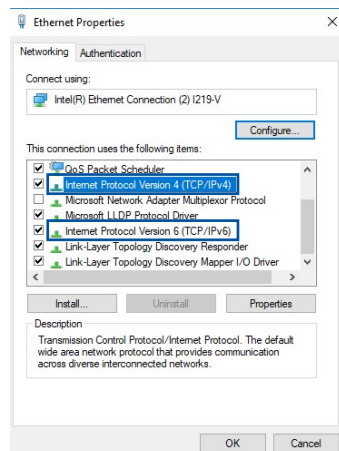 Ethernet Properties
Networking Authentication
Connect using:
Intel(R) Ethernet Connection (2) I219-V
Configure...
This connection uses the following items:
QoS Packet Scheduler
Internet Protocol Version 4 (TCP/IPv4)
Microsoft Network Adapter Multiplexor Protocol
Microsoft LLDP Protocol Driver
Internet Protocol Version 6 (TCP/IPv6)
Link-Layer Topology Discovery Responder
Link-Layer Topology Discovery Mapper I/O Driver
Install... Uninstall Properties
Description
Transmission Control Protocol/Internet Protocol. The default
wide area network protocol that provides communication
across diverse interconnected networks.
OK Cancel